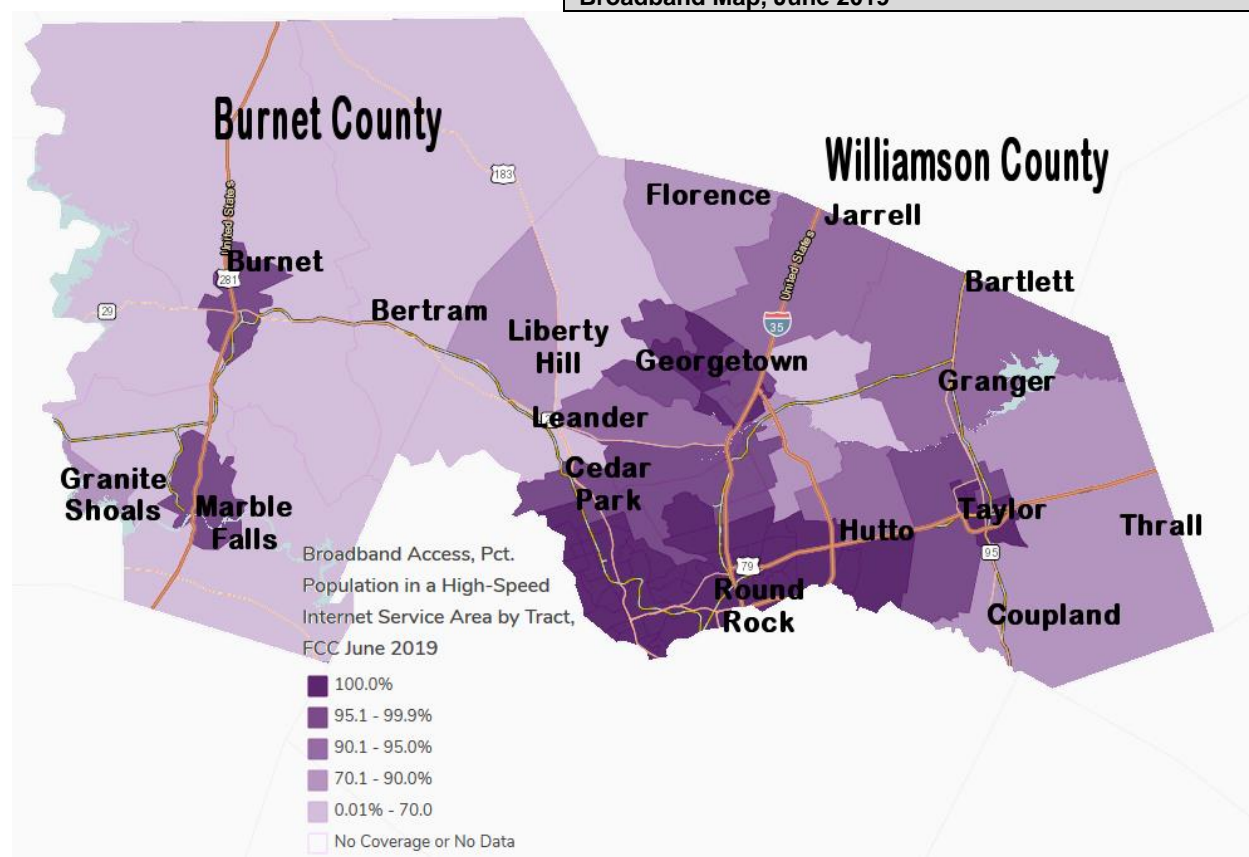 Broadband Map, June 2019
Burnet County
Williamson County
183
Florence
Jarrell
United States
United States
Burnet
281
Bartlett
29
Bertram
35
Liberty
Hill
Georgetown
Granger
Leander
Cedar
Park
Granite
Shoals
Marble
Falls
Taylor
Hutto
Thrall
95
79
Round
Rock
Coupland
Broadband Access, Pct.
Population in a High-Speed
Internet Service Area by Tract,
FCC June 2019
100.0%
95.1 - 99.9%
90.1 - 95.0%
70.1 - 90.0%
0.01% - 70.0
No Coverage or No Data